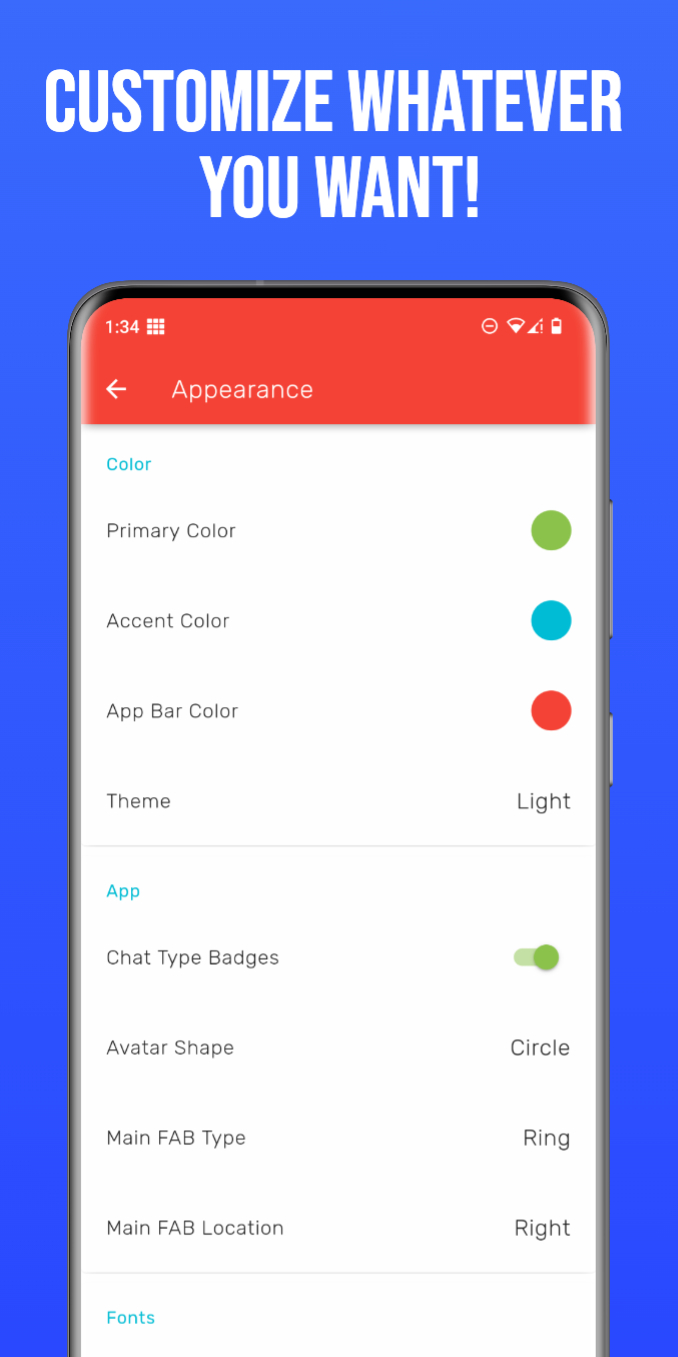 CUSTOMIZE WHATEVER
YOU WANT!
1:34
Appearance
Color
Primary Color
Accent Color
App Bar Color
Theme Light
App
Chat Type Badges
Avatar Shape Circle
Main FAB Type Ring
Main FAB Location Right
Fonts